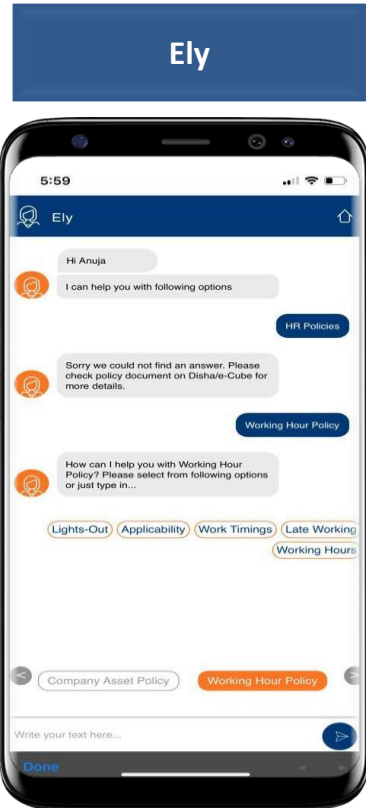 Ely
5:59
Ely
Hi Anuja
I can help you with following options
HR Policies
Sorry we could not find an answer. Please
check policy document on Disha/e-Cube for
more details.
Working Hour Policy
How can I help you with Working Hour
Policy? Please select from following options
or just type in...
Lights-Out Applicability Work Timings Late Working
Working Hours
< Company Asset Policy Working Hour Policy >
Write your text here...
Done